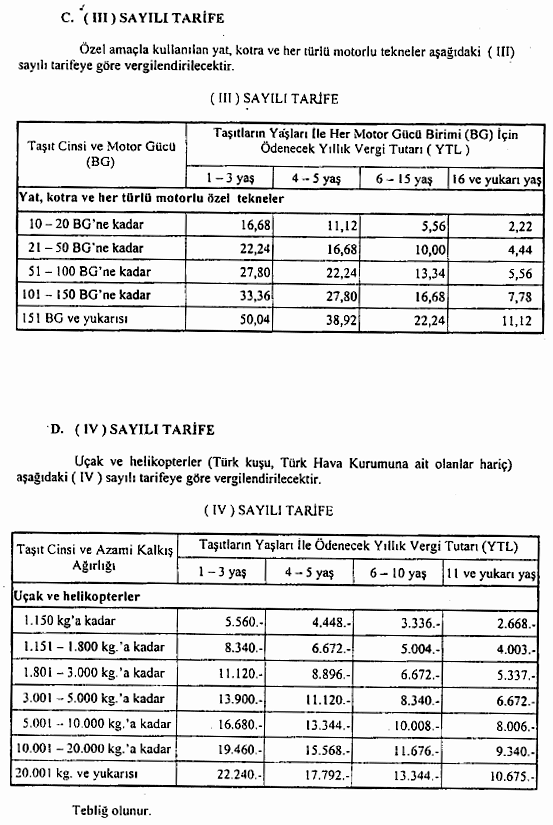 C. ( III ) SAYILI TARİFE
Özel amaçla kullanılan yat, kotra ve her türlü motorlu tekneler aşağıdaki ( III)
sayılı tarifeye göre vergilendirilecektir.
( III ) SAYILI TARİFE
Taşıt Cinsi ve Motor Gücü (BG) Taşıtların Yaşları İle Her Motor Gücü Birimi (BG) İçin
Ödenecek Yıllık Vergi Tutarı ( YTL )
1 – 3 yaş 4 – 5 yaş 6 – 15 yaş 16 ve yukarı yaş
Yat, kotra ve her türlü motorlu özel tekneler
10 – 20 BG'ne kadar 16,68 11,12 5,56 2,22
21 – 50 BG'ne kadar 22,24 16,68 10,00 4,44
51 – 100 BG'ne kadar 27,80 22,24 13,34 5,56
101 – 150 BG'ne kadar 33,36 27,80 16,68 7,78
151 BG ve yukarısı 50,04 38,92 22,24 11,12
D. ( IV ) SAYILI TARİFE
Uçak ve helikopterler (Türk kuşu, Türk Hava Kurumuna ait olanlar hariç)
aşağıdaki ( IV ) sayılı tarifeye göre vergilendirilecektir.
( IV ) SAYILI TARİFE
Taşıt Cinsi ve Azami Kalkış Ağırlığı Taşıtların Yaşları İle Ödenecek Yıllık Vergi Tutarı (YTL)
1 – 3 yaş 4 – 5 yaş 6 – 10 yaş 11 ve yukarı yaş
Uçak ve helikopterler
1.150 kg'a kadar 5.560.- 4.448.- 3.336.- 2.668.-
1.151 – 1.800 kg.'a kadar 8.340.- 6.672.- 5.004.- 4.003.-
1.801 – 3.000 kg.'a kadar 11.120.- 8.896.- 6.672.- 5.337.-
3.001 – 5.000 kg.'a kadar 13.900.- 11.120.- 8.340.- 6.672.-
5.001 – 10.000 kg.'a kadar 16.680.- 13.344.- 10.008.- 8.006.-
10.001 – 20.000 kg.'a kadar 19.460.- 15.568.- 11.676.- 9.340.-
20.001 kg. ve yukarısı 22.240.- 17.792.- 13.344.- 10.675.-
Tebliğ olunur.